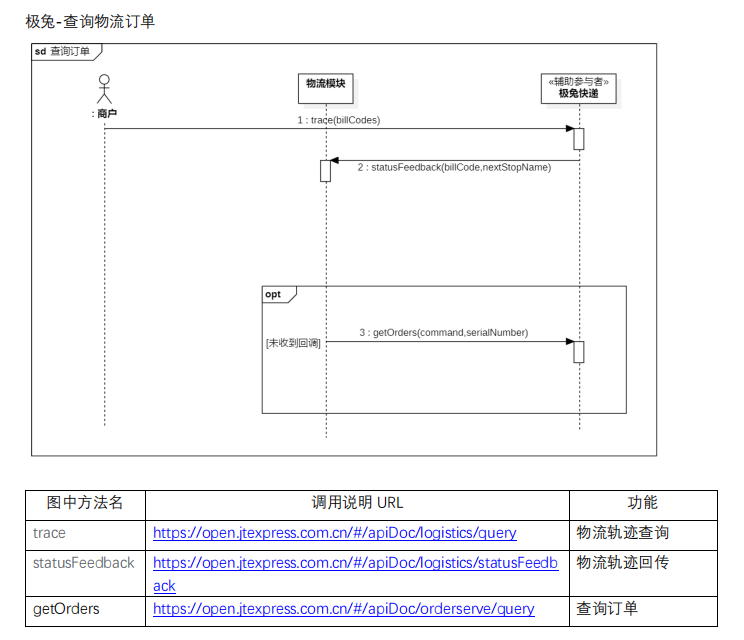 极兔-查询物流订单
sd 查询订单
: 商户
物流模块
«辅助参与者»
极兔快递
1 : trace(billCodes)
2 : statusFeedback(billCode,nextStopName)
opt
[未收到回调]
3 : getOrders(command,serialNumber)
图中方法名 调用说明 URL 功能
trace https://open.jtexpress.com.cn/#/apiDoc/logistics/query 物流轨迹查询
statusFeedback https://open.jtexpress.com.cn/#/apiDoc/logistics/statusFeedb 物流轨迹回传
ack
getOrders https://open.jtexpress.com.cn/#/apiDoc/orderserve/query 查询订单